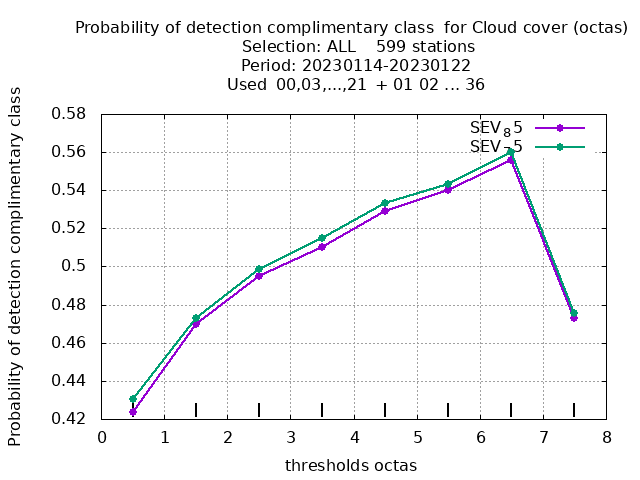 Probability of detection complimentary class  for Cloud cover (octas)
Selection: ALL    599 stations
Period: 20230114-20230122
Used  00,03,...,21  + 01 02 ... 36
Probability of detection complimentary class
0.58
0.56
0.54
0.52
0.5
0.48
0.46
0.44
0.42
SEV85
SEV75
0 1 2 3 4 5 6 7 8
thresholds octas